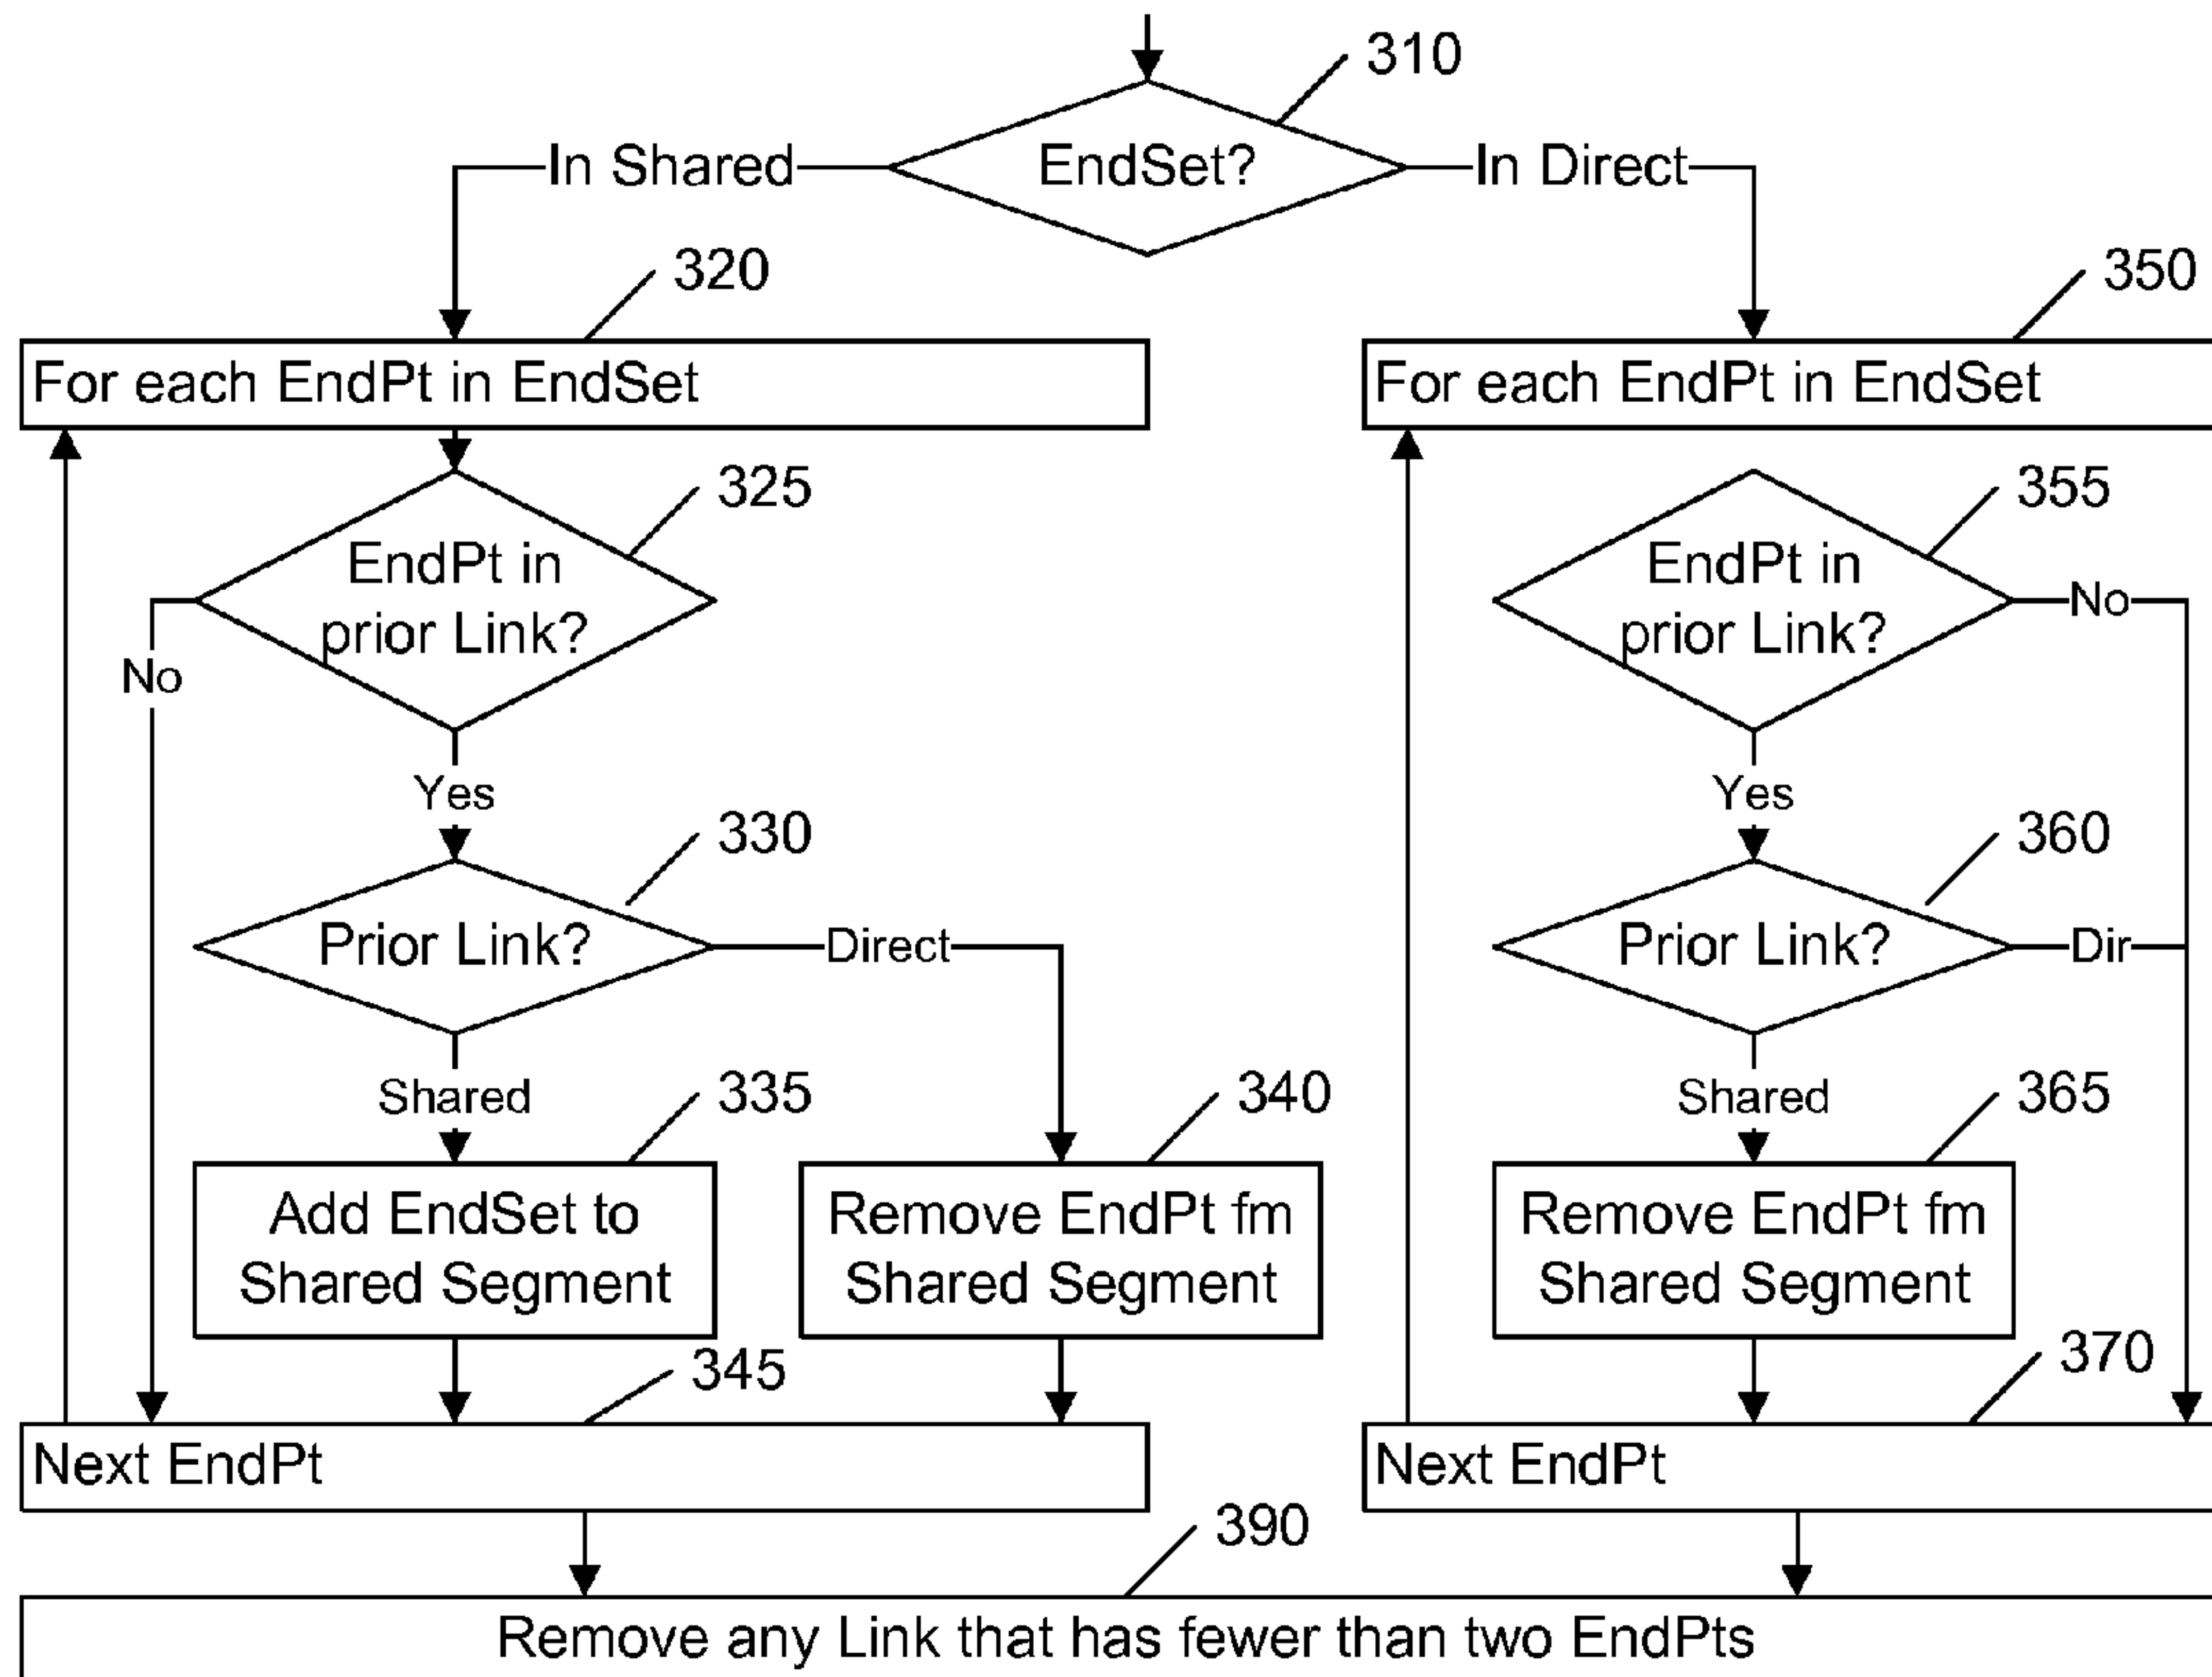 310
EndSet?
In Shared
In Direct
320
350
For each EndPt in EndSet
For each EndPt in EndSet
325
355
EndPt in
prior Link?
EndPt in
prior Link?
No
No
Yes
Yes
330
360
Prior Link?
Direct
Prior Link?
Dir
Shared
Shared
335
340
365
Add EndSet to
Shared Segment
Remove EndPt fm
Shared Segment
Remove EndPt fm
Shared Segment
345
370
Next EndPt
Next EndPt
390
Remove any Link that has fewer than two EndPts